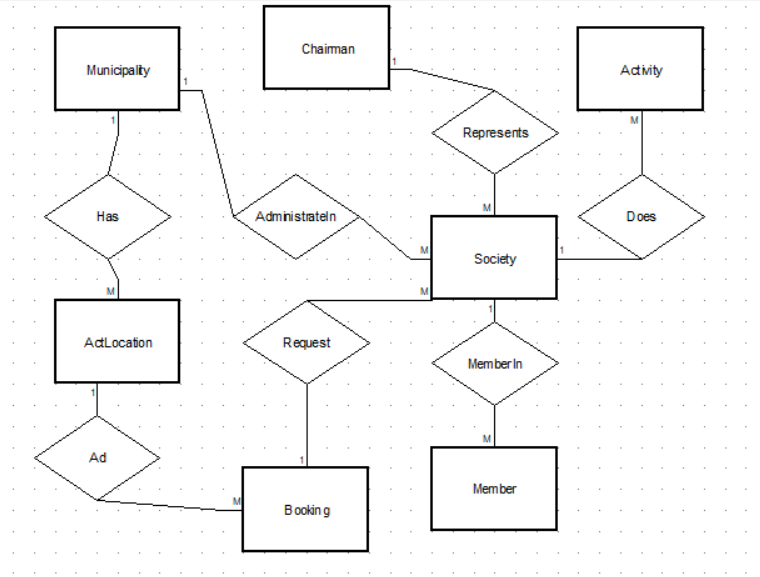 Chairman
Municipality
Activity
1
1
Represents
1
M
M
Has
AdministrateIn
Does
M
M
1
Society
M
M
1
ActLocation
Request
MemberIn
1
M
Ad
1
Member
M
Booking